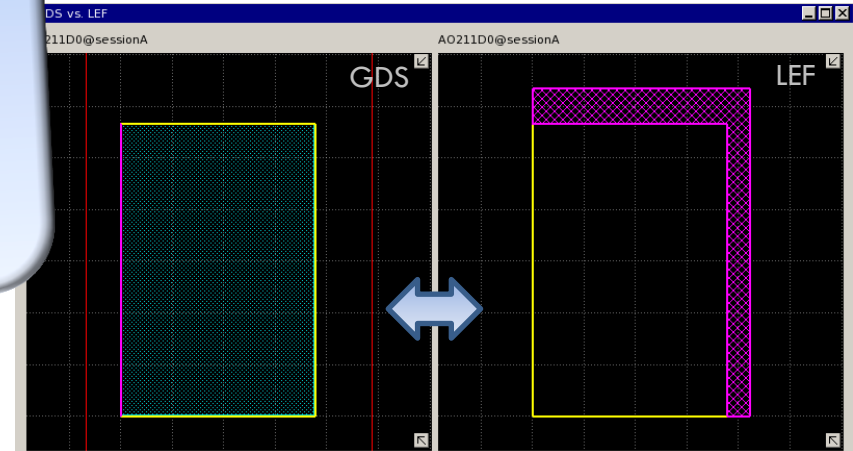 DS vs. LEF
211D0@sessionA
AO211D0@sessionA
GDS
LEF